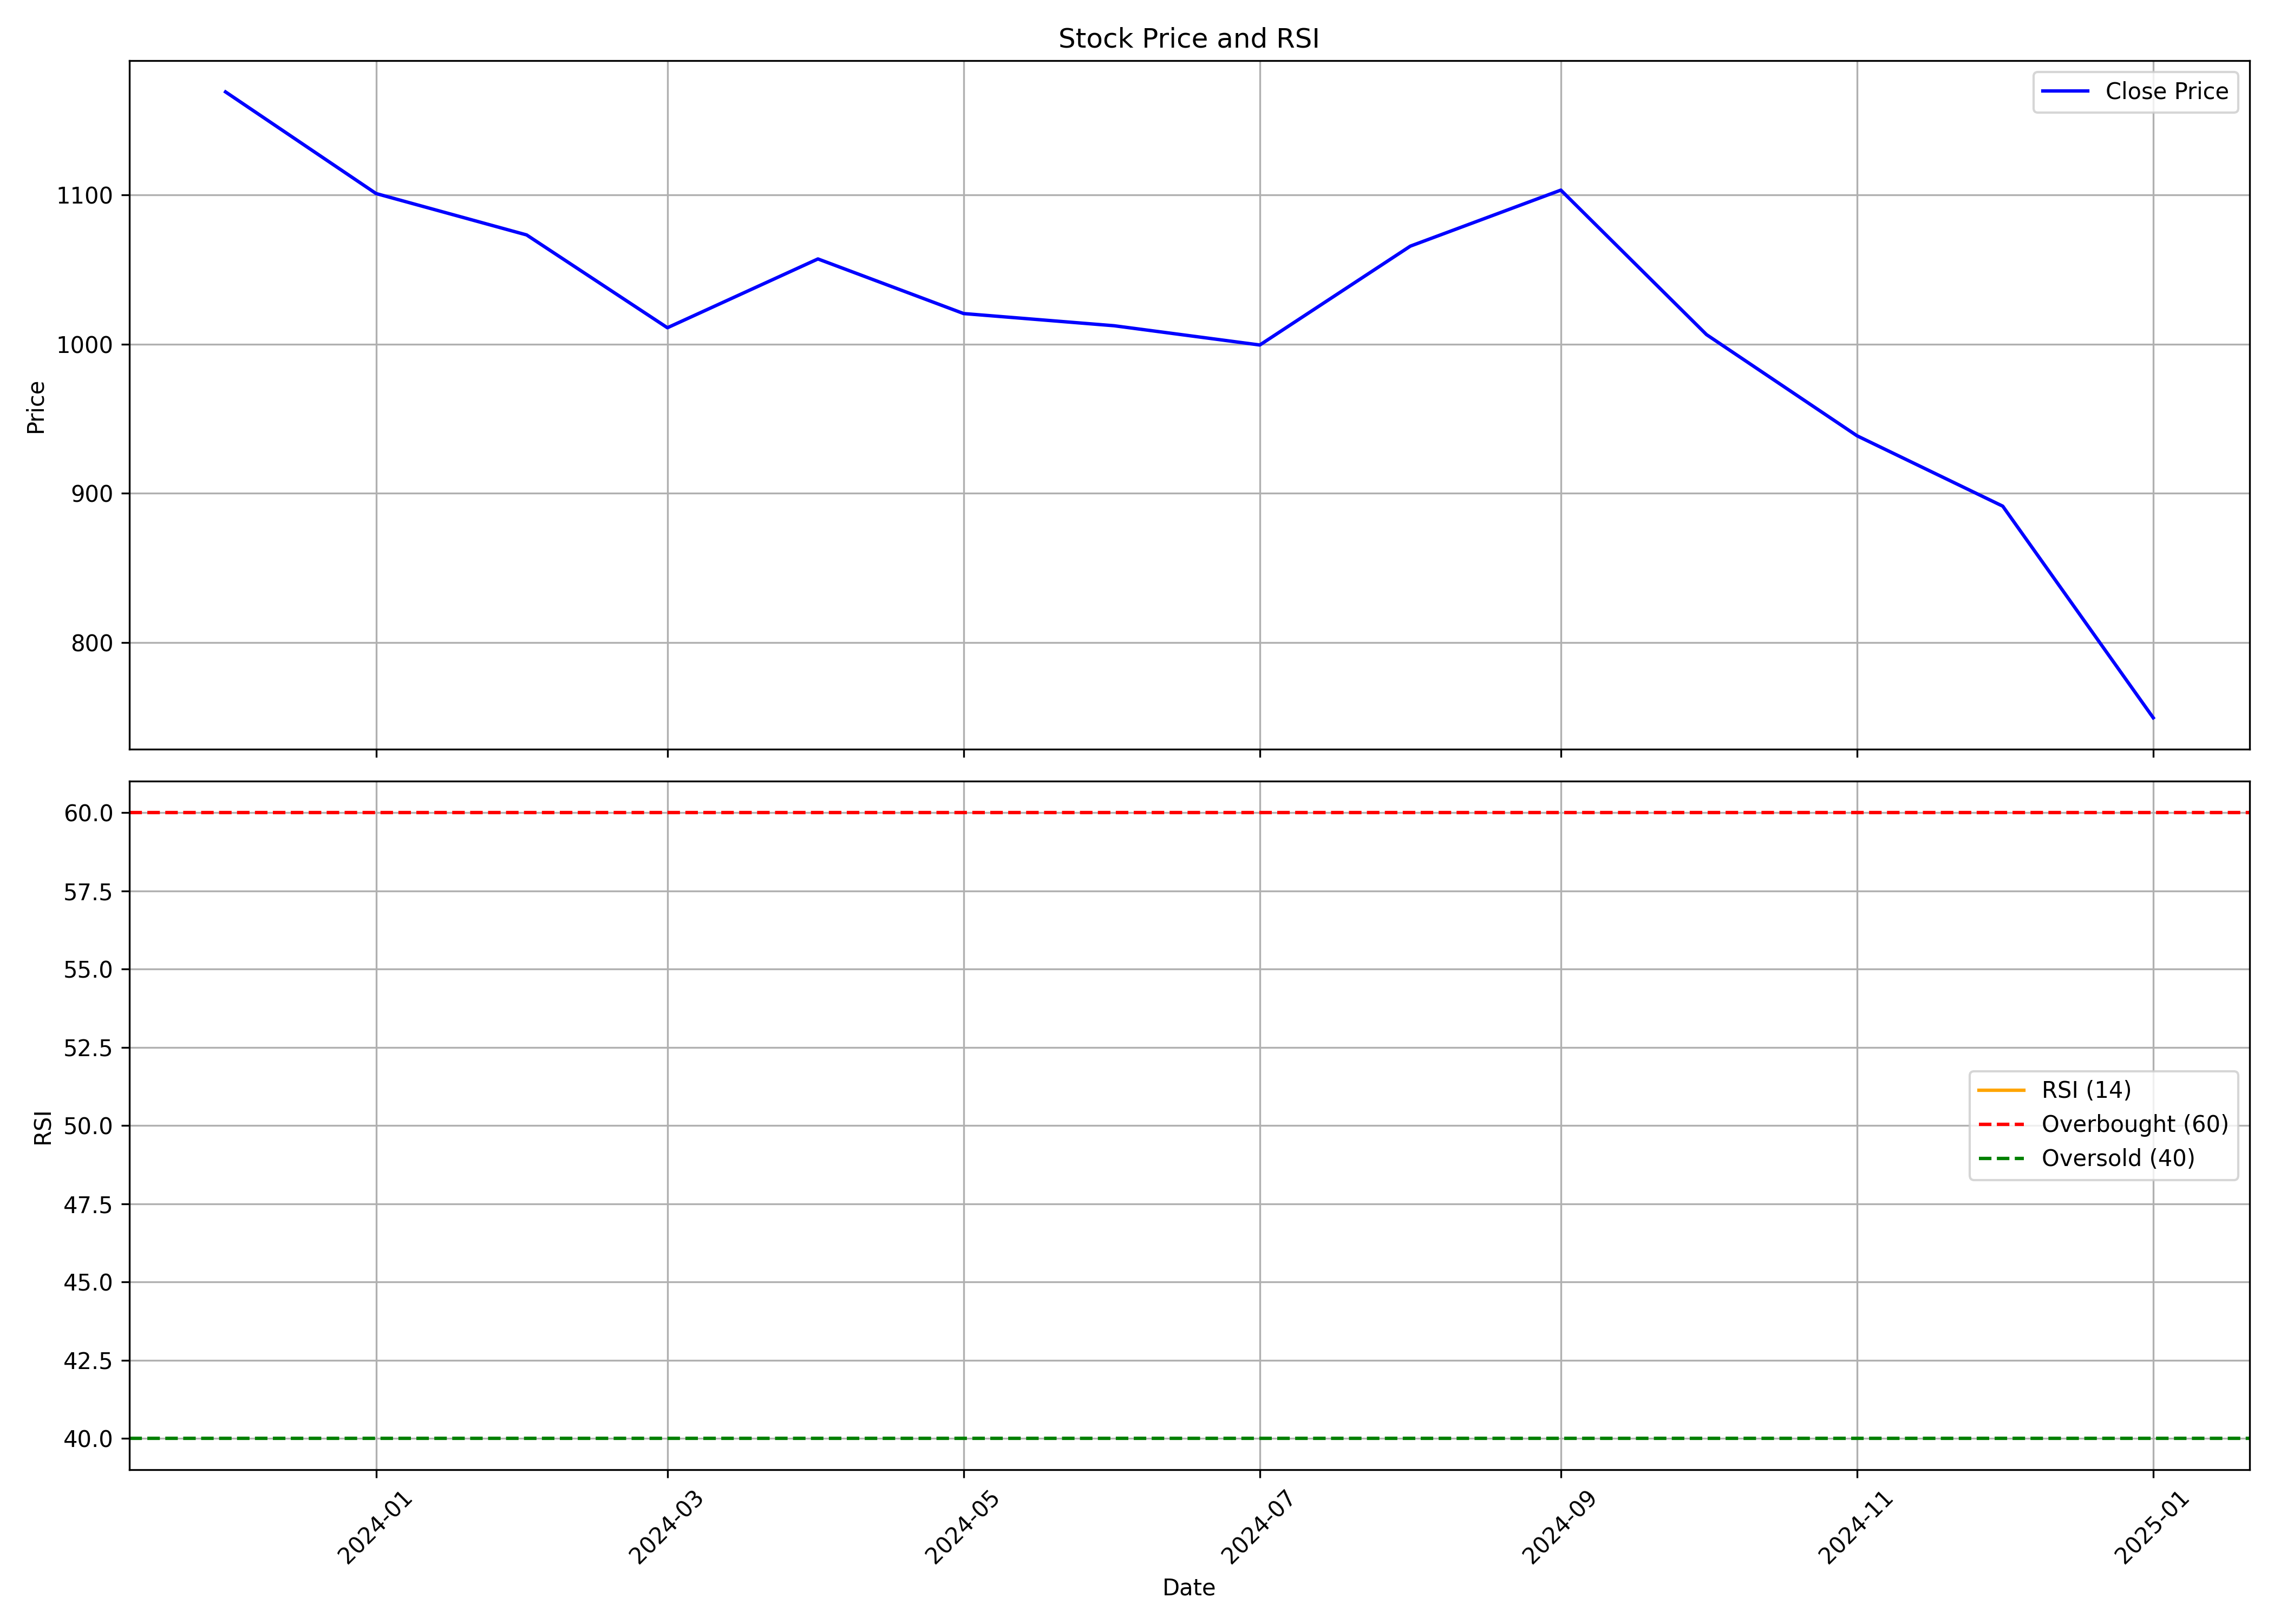 Stock Price and RSI
Close Price
1100
1000
900
800
Price
60.0
57.5
55.0
52.5
50.0
47.5
45.0
42.5
40.0
RSI
RSI (14)
Overbought (60)
Oversold (40)
2024-01
2024-03
2024-05
2024-07
2024-09
2024-11
2025-01
Date